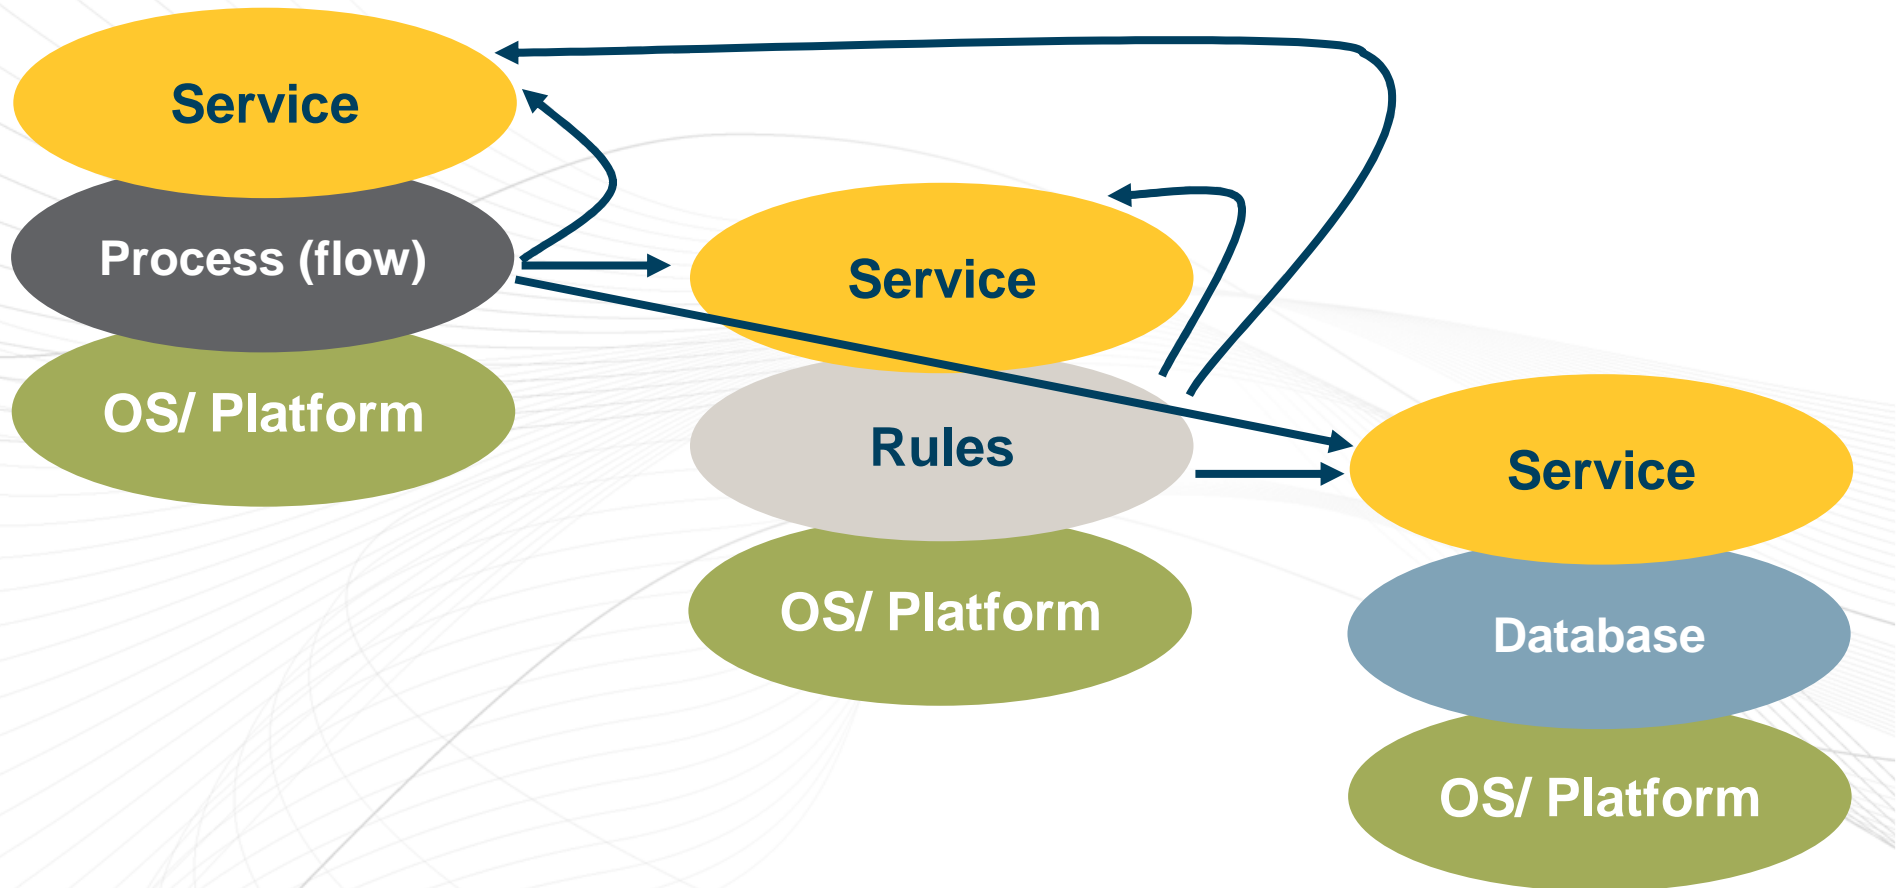 Service
Process (flow)
OS/ Platform
Service
Rules
OS/ Platform
Service
Database
OS/ Platform